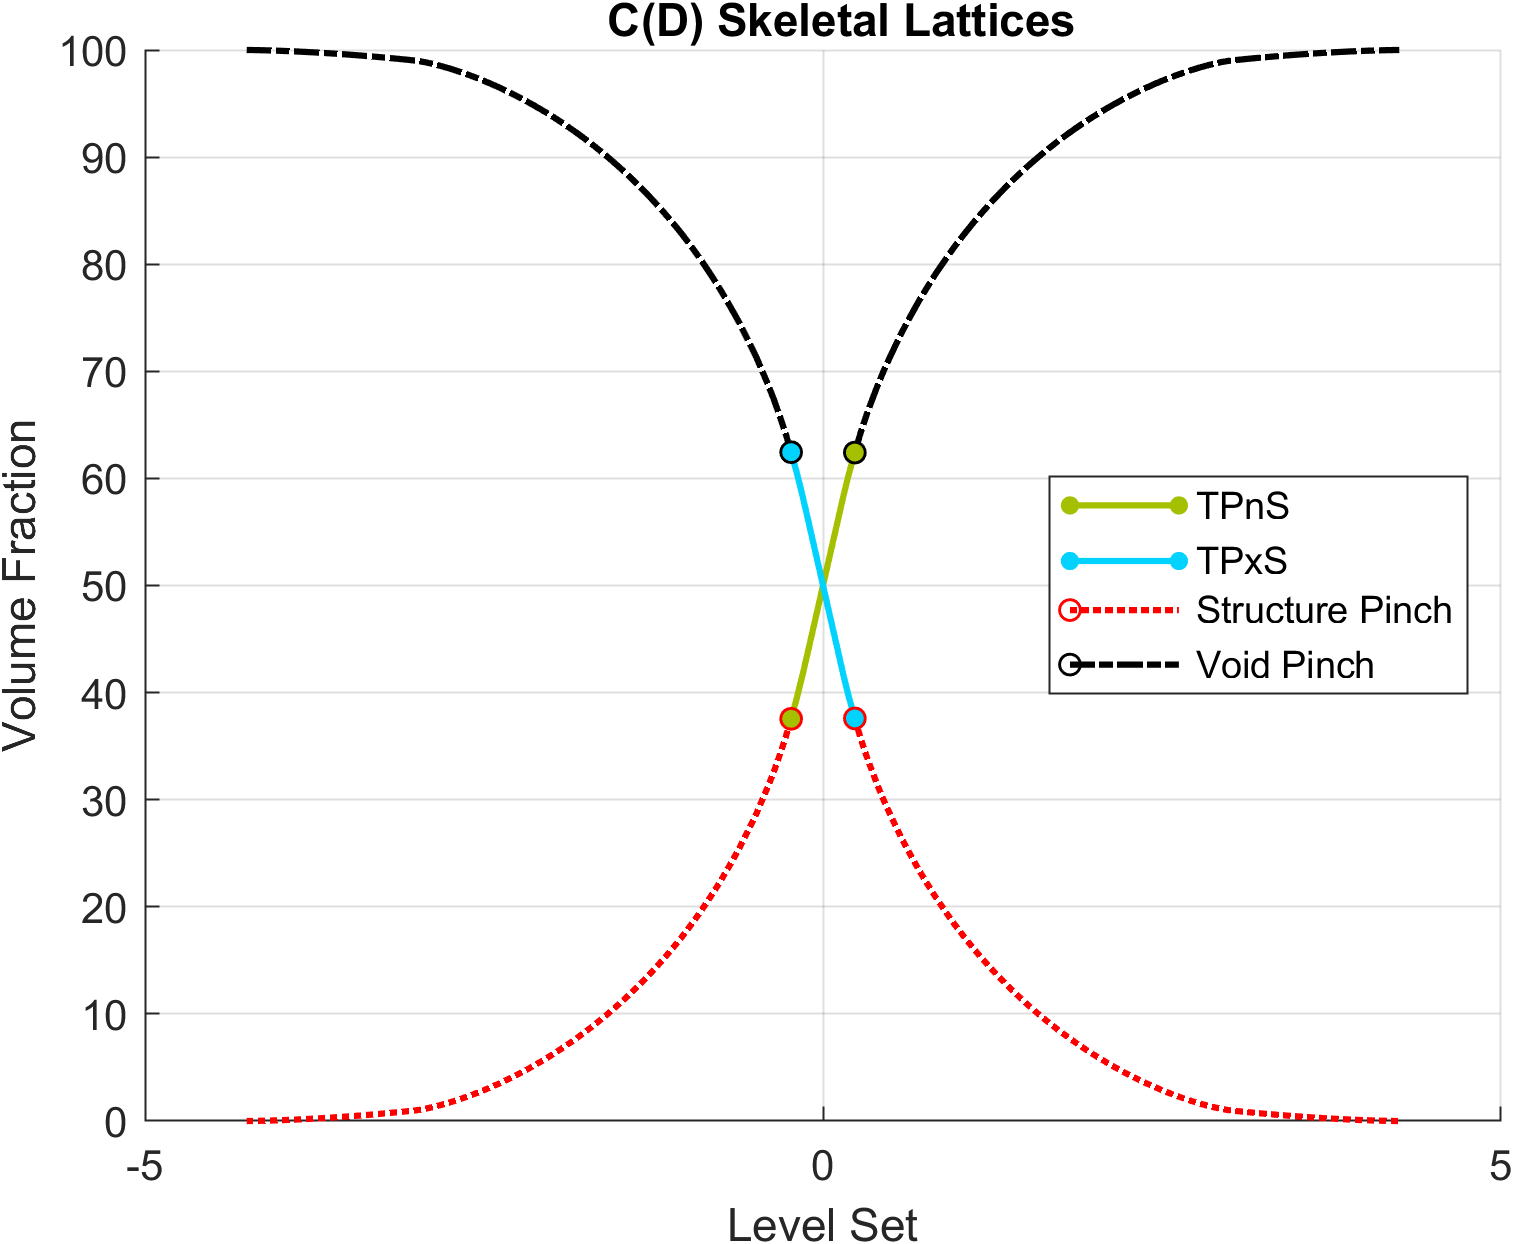 C(D) Skeletal Lattices
100
90
80
70
60
50
40
30
20
10
0
Volume Fraction
TPnS
TPxS
Structure Pinch
Void Pinch
-5 0 5
Level Set